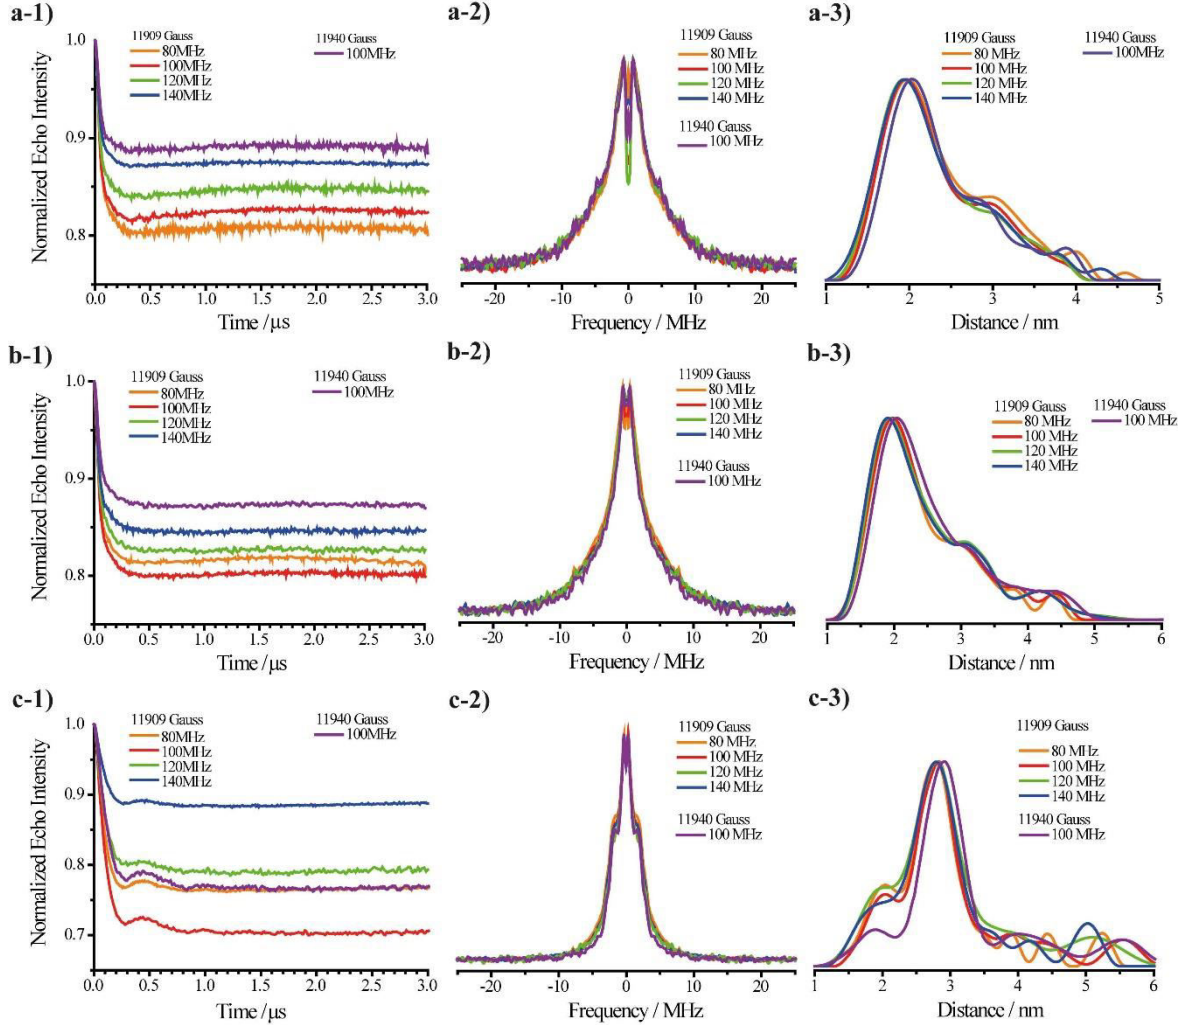 a-1)
11909 Gauss
80MHz
100MHz
120MHz
140MHz
11940 Gauss
100MHz
Normalized Echo Intensity
1.0
0.9
0.8
0.0 0.5 1.0 1.5 2.0 2.5 3.0
Time /µs
a-2)
11909 Gauss
80 MHz
100 MHz
120 MHz
140 MHz
11940 Gauss
100 MHz
-20 -10 0 10 20
Frequency / MHz
a-3)
11909 Gauss
80 MHz
100 MHz
120 MHz
140 MHz
11940 Gauss
100MHz
1 2 3 4 5
Distance / nm
b-1)
11909 Gauss
80MHz
100MHz
120MHz
140MHz
11940 Gauss
100MHz
Normalized Echo Intensity
1.0
0.9
0.8
0.0 0.5 1.0 1.5 2.0 2.5 3.0
Time /µs
b-2)
11909 Gauss
80 MHz
100 MHz
120 MHz
140 MHz
11940 Gauss
100 MHz
-20 -10 0 10 20
Frequency / MHz
b-3)
11909 Gauss
80 MHz
100 MHz
120 MHz
140 MHz
11940 Gauss
100 MHz
1 2 3 4 5 6
Distance / nm
c-1)
11909 Gauss
80MHz
100MHz
120MHz
140MHz
11940 Gauss
100MHz
Normalized Echo Intensity
1.0
0.9
0.8
0.7
0.0 0.5 1.0 1.5 2.0 2.5 3.0
Time /µs
c-2)
11909 Gauss
80 MHz
100 MHz
120 MHz
140 MHz
11940 Gauss
100 MHz
-20 -10 0 10 20
Frequency / MHz
c-3)
11909 Gauss
80 MHz
100 MHz
120 MHz
140 MHz
11940 Gauss
100 MHz
1 2 3 4 5 6
Distance / nm